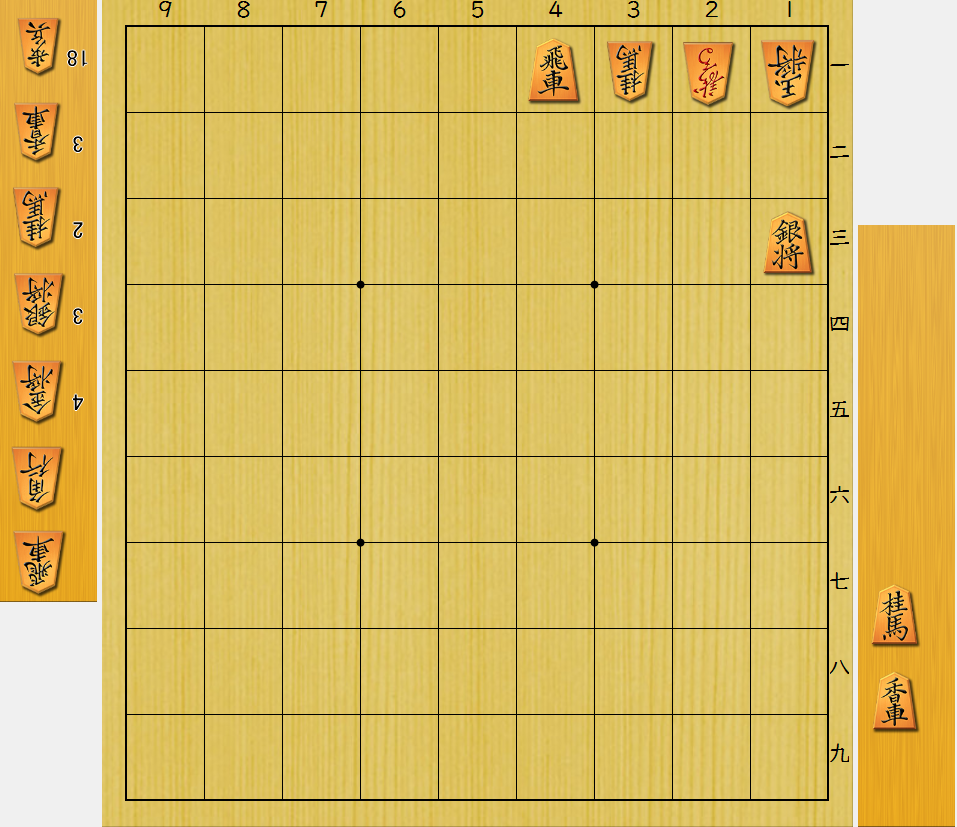 9 8 7 6 5 4 3 2 1
飛車 桂馬 龍馬 玉将 一
二
銀将 三
四
五
六
七
八
九
歩兵 18
香車 3
桂馬 2
銀将 3
金将 4
角行
飛車
桂馬
香車